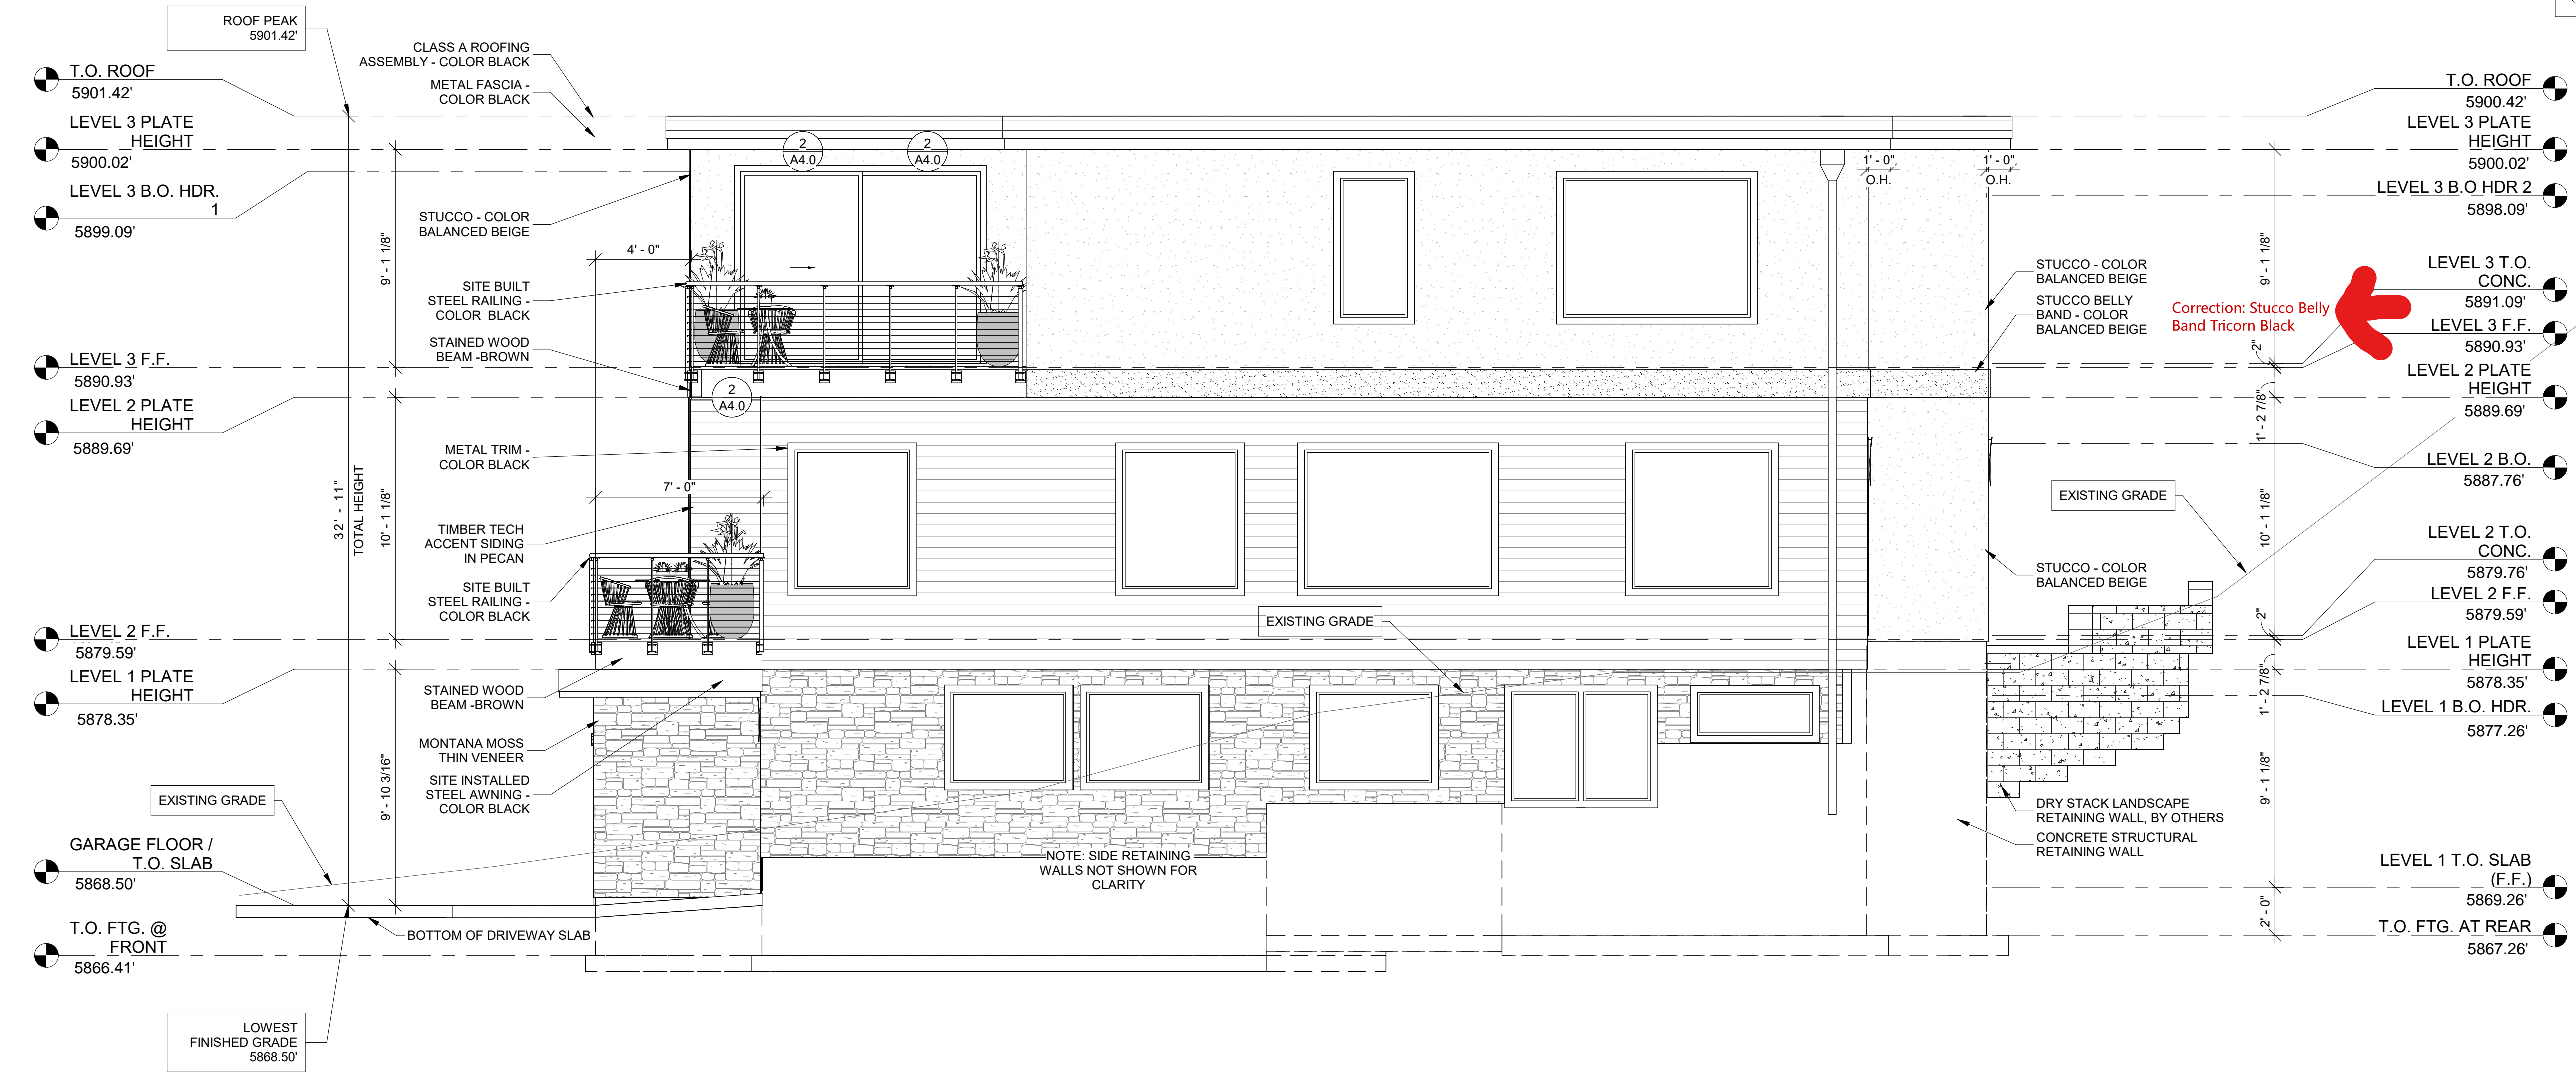 ROOF PEAK
5901.42'
T.O. ROOF
5901.42'
LEVEL 3 PLATE
HEIGHT
5900.02'
LEVEL 3 B.O. HDR.
1
5899.09'
LEVEL 3 F.F.
5890.93'
LEVEL 2 PLATE
HEIGHT
5889.69'
LEVEL 2 F.F.
5879.59'
LEVEL 1 PLATE
HEIGHT
5878.35'
EXISTING GRADE
GARAGE FLOOR /
T.O. SLAB
5868.50'
T.O. FTG. @
FRONT
5866.41'
LOWEST
FINISHED GRADE
5868.50'
32' - 11"
TOTAL HEIGHT
9' - 1 1/8"
10' - 1 1/8"
9' - 10 3/16"
CLASS A ROOFING
ASSEMBLY - COLOR BLACK
METAL FASCIA -
COLOR BLACK
STUCCO - COLOR
BALANCED BEIGE
4' - 0"
SITE BUILT
STEEL RAILING -
COLOR BLACK
STAINED WOOD
BEAM -BROWN
METAL TRIM -
COLOR BLACK
7' - 0"
TIMBER TECH
ACCENT SIDING
IN PECAN
SITE BUILT
STEEL RAILING -
COLOR BLACK
STAINED WOOD
BEAM -BROWN
MONTANA MOSS
THIN VENEER
SITE INSTALLED
STEEL AWNING -
COLOR BLACK
BOTTOM OF DRIVEWAY SLAB
2
A4.0
2
A4.0
2
A4.0
EXISTING GRADE
NOTE: SIDE RETAINING
WALLS NOT SHOWN FOR
CLARITY
1' - 0"
O.H.
1' - 0"
O.H.
STUCCO - COLOR
BALANCED BEIGE
STUCCO BELLY
BAND - COLOR
BALANCED BEIGE
Correction: Stucco Belly
Band Tricorn Black
EXISTING GRADE
STUCCO - COLOR
BALANCED BEIGE
DRY STACK LANDSCAPE
RETAINING WALL, BY OTHERS
CONCRETE STRUCTURAL
RETAINING WALL
9' - 1 1/8"
2"
1' - 2 7/8"
10' - 1 1/8"
2"
1' - 2 7/8"
9' - 1 1/8"
2' - 0"
T.O. ROOF
5900.42'
LEVEL 3 PLATE
HEIGHT
5900.02'
LEVEL 3 B.O HDR 2
5898.09'
LEVEL 3 T.O.
CONC.
5891.09'
LEVEL 3 F.F.
5890.93'
LEVEL 2 PLATE
HEIGHT
5889.69'
LEVEL 2 B.O.
5887.76'
LEVEL 2 T.O.
CONC.
5879.76'
LEVEL 2 F.F.
5879.59'
LEVEL 1 PLATE
HEIGHT
5878.35'
LEVEL 1 B.O. HDR.
5877.26'
LEVEL 1 T.O. SLAB
(F.F.)
5869.26'
T.O. FTG. AT REAR
5867.26'